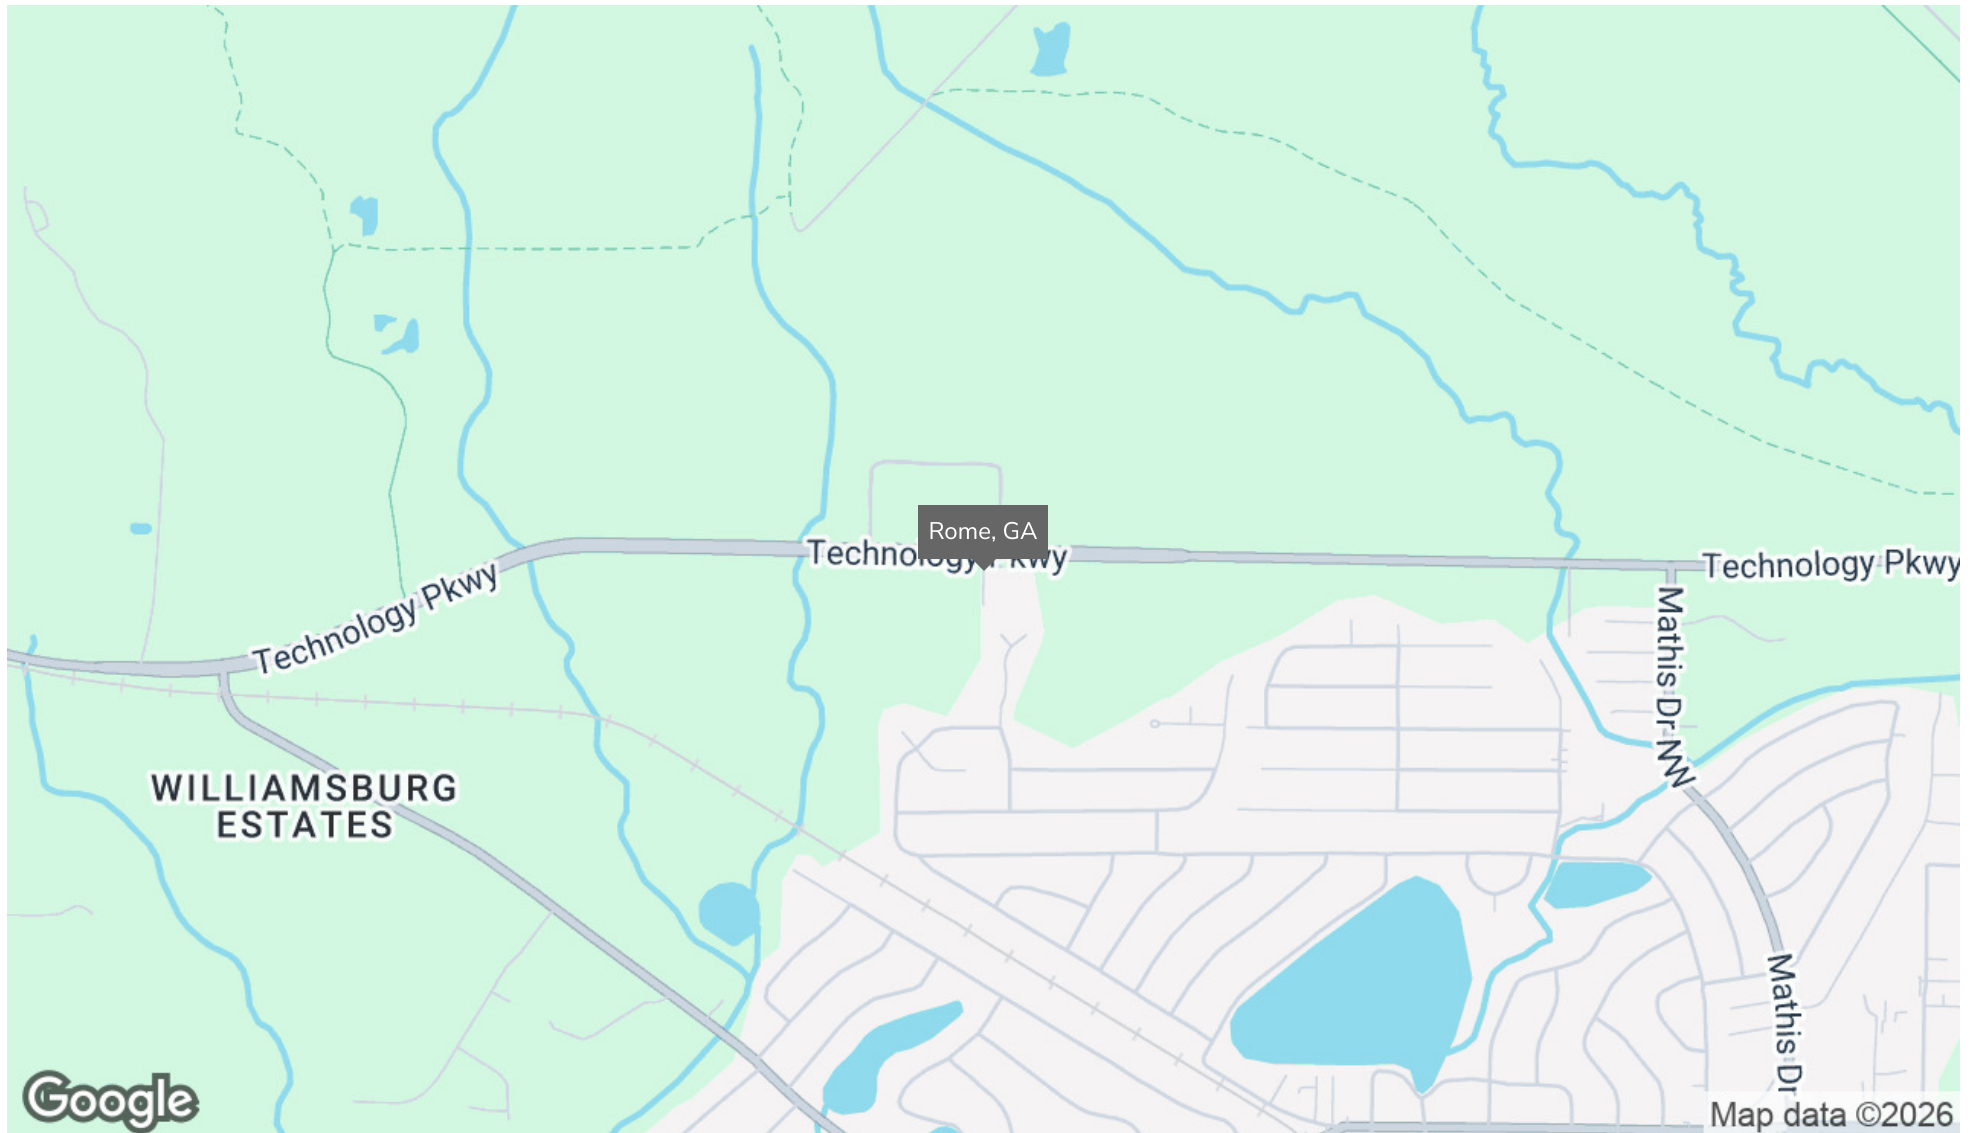 Rome, GA
Technology Pkwy
Technology Pkwy
Technology Pkwy
Mathis Dr NW
WILLIAMSBURG
ESTATES
Mathis Dr
Google
Map data ©2026